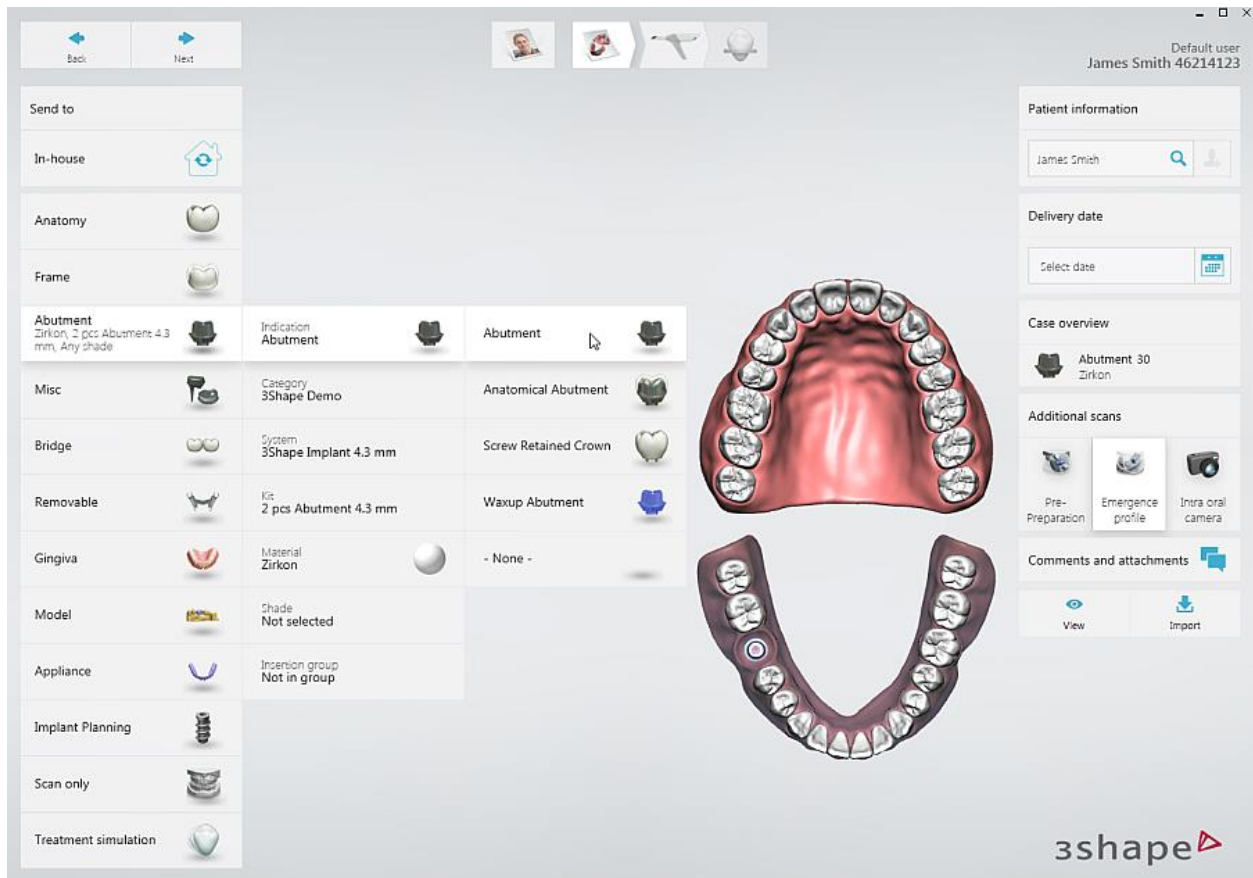 Back
Next
Default user
James Smith 46214123
Send to
In-house
Anatomy
Frame
Abutment
Zirkon, 2 pcs Abutment 4.3
mm, Any shade
Misc
Bridge
Removable
Gingiva
Model
Appliance
Implant Planning
Scan only
Treatment simulation
Indication
Abutment
Category
3Shape Demo
System
3Shape Implant 4.3 mm
Kit
2 pcs Abutment 4.3 mm
Material
Zirkon
Shade
Not selected
Insertion group
Not in group
Abutment
Anatomical Abutment
Screw Retained Crown
Waxup Abutment
- None -
Patient information
James Smith
Delivery date
Select date
Case overview
Abutment 30
Zirkon
Additional scans
Pre-
Preparation
Emergence
profile
Intra oral
camera
Comments and attachments
View
Import
3shape